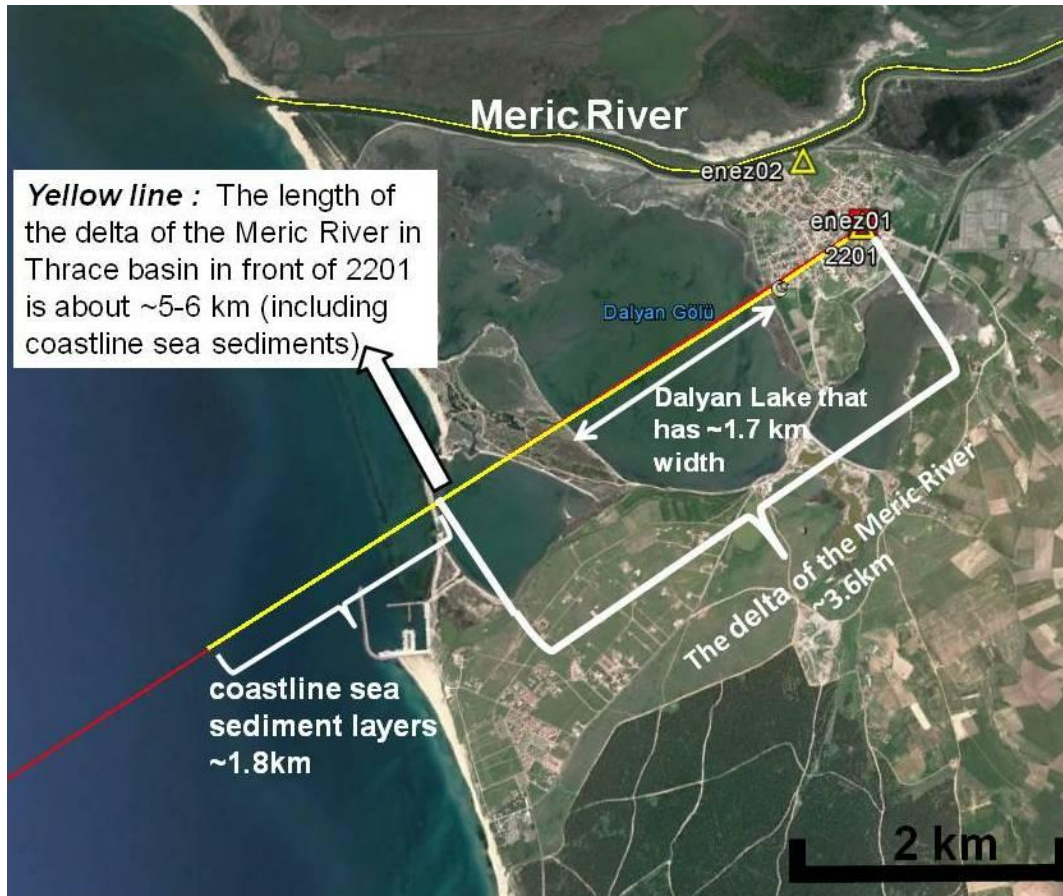 Meric River
enez02
Yellow line : The length of
the delta of the Meric River in
Thrace basin in front of 2201
is about ~5-6 km (including
coastline sea sediments)
enez01
2201
Dalyan Gölü
Dalyan Lake that
has ~1.7 km
width
The delta of the Meric River
~3.6km
coastline sea
sediment layers
~1.8km
2 km